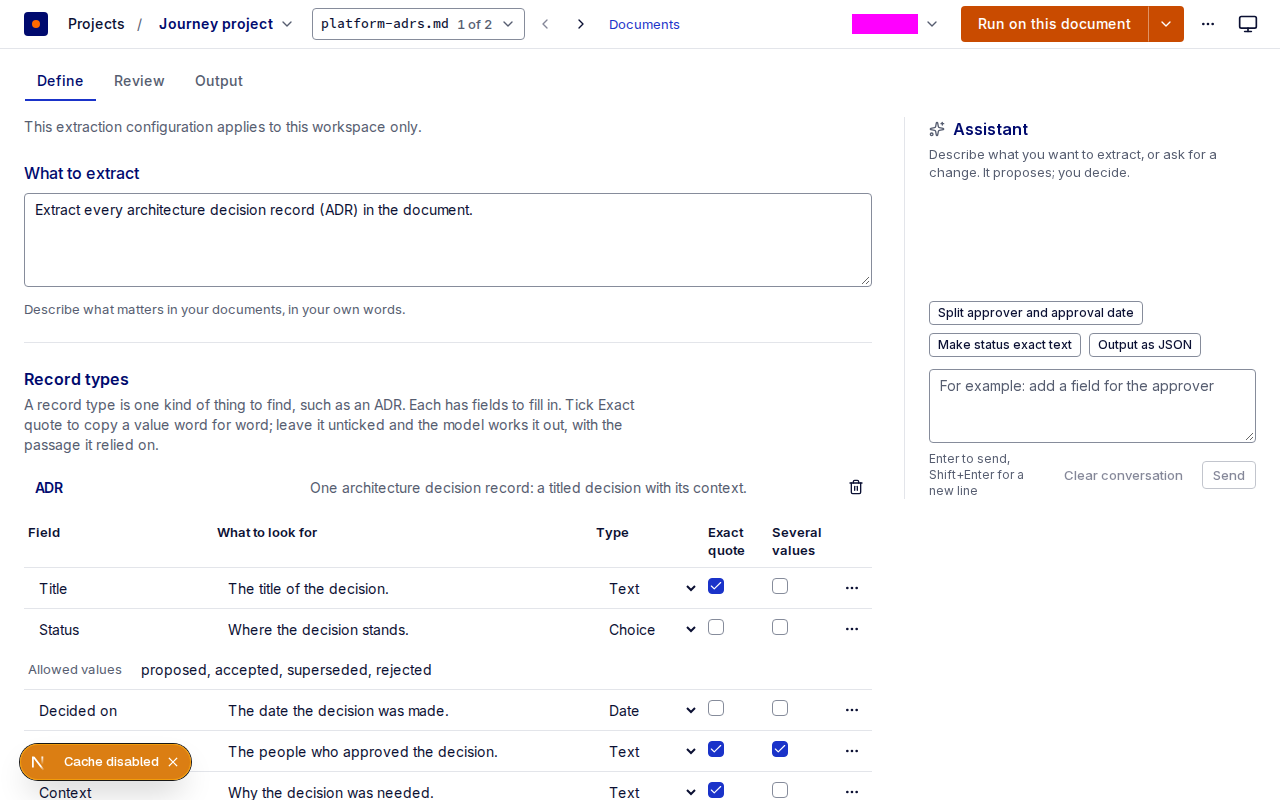 Projects / Journey project platform-adrs.md 1 of 2 Documents Run on this document
Define Review Output
This extraction configuration applies to this workspace only.
What to extract
Extract every architecture decision record (ADR) in the document.
Describe what matters in your documents, in your own words.
Record types
A record type is one kind of thing to find, such as an ADR. Each has fields to fill in. Tick Exact
quote to copy a value word for word; leave it unticked and the model works it out, with the
passage it relied on.
ADR One architecture decision record: a titled decision with its context.
Field What to look for Type Exact quote Several values
Title The title of the decision. Text
Status Where the decision stands. Choice
Allowed values proposed, accepted, superseded, rejected
Decided on The date the decision was made. Date
The people who approved the decision. Text
Context Why the decision was needed. Text
Cache disabled
Assistant
Describe what you want to extract, or ask for a
change. It proposes; you decide.
Split approver and approval date
Make status exact text Output as JSON
For example: add a field for the approver
Enter to send,
Shift+Enter for a
new line
Clear conversation Send